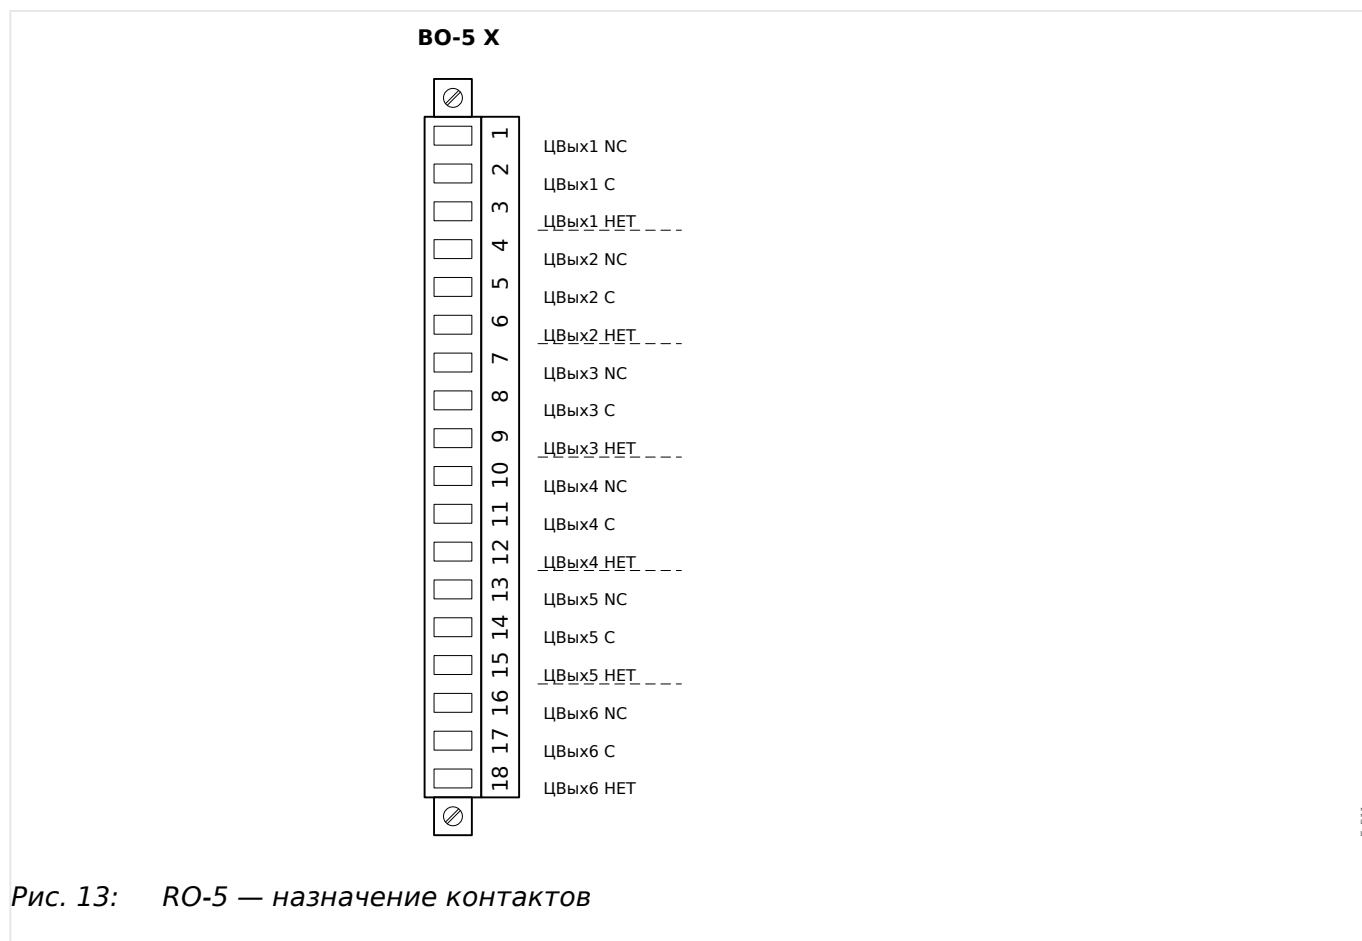 BO-5 X
1 ЦВых1 NC
2 ЦВых1 C
3 ЦВых1 НЕТ
4 ЦВых2 NC
5 ЦВых2 C
6 ЦВых2 НЕТ
7 ЦВых3 NC
8 ЦВых3 C
9 ЦВых3 НЕТ
10 ЦВых4 NC
11 ЦВых4 C
12 ЦВых4 НЕТ
13 ЦВых5 NC
14 ЦВых5 C
15 ЦВых5 НЕТ
16 ЦВых6 NC
17 ЦВых6 C
18 ЦВых6 НЕТ
Рис. 13: RO-5 — назначение контактов